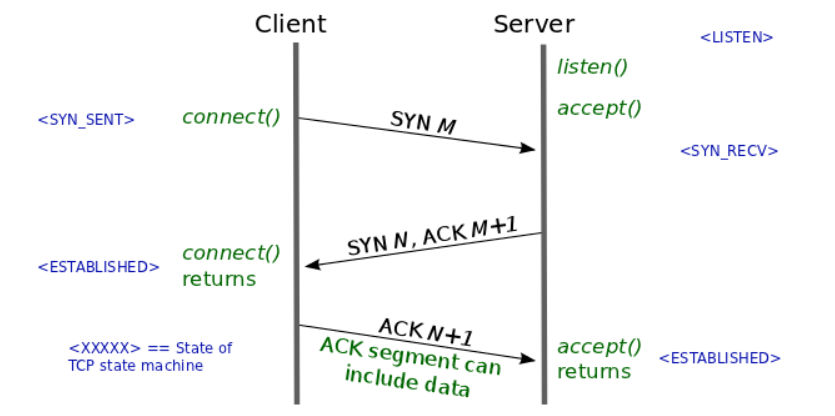 Client
Server
<LISTEN>
listen()
accept()
<SYN_SENT>
connect()
SYN M
<SYN_RECV>
SYN N, ACK M+1
connect()
returns
<ESTABLISHED>
ACK N+1
ACK segment can
include data
<XXXXX> == State of
TCP state machine
accept()
returns
<ESTABLISHED>